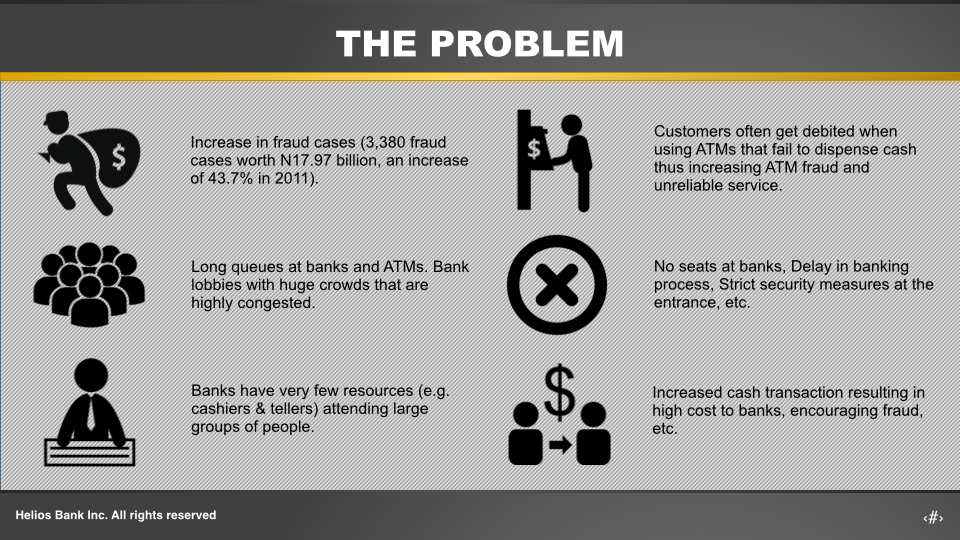 THE PROBLEM
$
Increase in fraud cases (3,380 fraud
cases worth N17.97 billion, an increase
of 43.7% in 2011).
$
Customers often get debited when
using ATMs that fail to dispense cash
thus increasing ATM fraud and
unreliable service.
Long queues at banks and ATMs. Bank
lobbies with huge crowds that are
highly congested.
No seats at banks, Delay in banking
process, Strict security measures at the
entrance, etc.
Banks have very few resources (e.g.
cashiers & tellers) attending large
groups of people.
$
Increased cash transaction resulting in
high cost to banks, encouraging fraud,
etc.
Helios Bank Inc. All rights reserved
‹#›